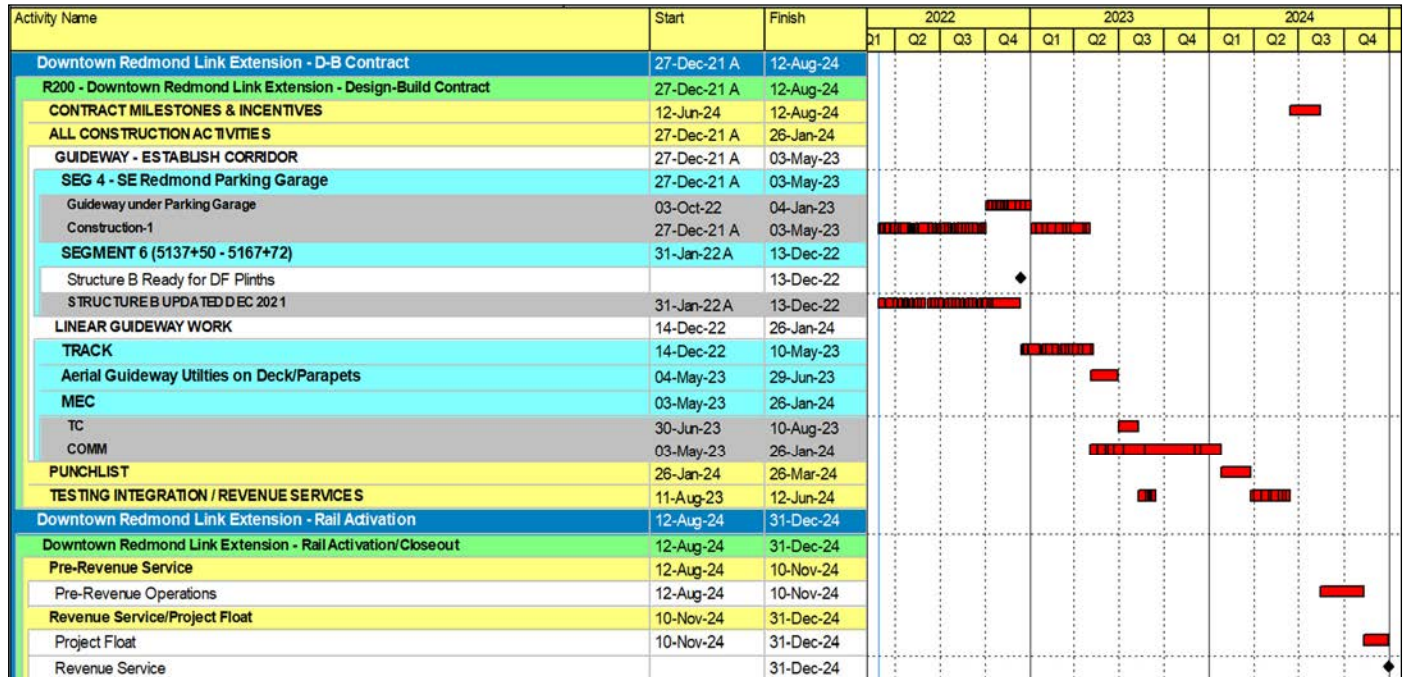 Activity Name Start Finish 2022 2023 2024
Q1 Q2 Q3 Q4 Q1 Q2 Q3 Q4 Q1 Q2 Q3 Q4
Downtown Redmond Link Extension - D-B Contract 27-Dec-21 A 12-Aug-24
R200 - Downtown Redmond Link Extension - Design-Build Contract 27-Dec-21 A 12-Aug-24
CONTRACT MILESTONES & INCENTIVES 12-Jun-24 12-Aug-24
ALL CONSTRUCTION ACTIVITIES 27-Dec-21 A 26-Jan-24
GUIDEWAY - ESTABLISH CORRIDOR 27-Dec-21 A 03-May-23
SEG 4 - SE Redmond Parking Garage 27-Dec-21 A 03-May-23
Guideway under Parking Garage 03-Oct-22 04-Jan-23
Construction-1 27-Dec-21 A 03-May-23
SEGMENT 6 (5137+50 - 5167+72) 31-Jan-22 A 13-Dec-22
Structure B Ready for DF Plinths 13-Dec-22
STRUCTURE B UPDATED DEC 2021 31-Jan-22 A 13-Dec-22
LINEAR GUIDEWAY WORK 14-Dec-22 26-Jan-24
TRACK 14-Dec-22 10-May-23
Aerial Guideway Utilties on Deck/Parapets 04-May-23 29-Jun-23
MEC 03-May-23 26-Jan-24
TC 30-Jun-23 10-Aug-23
COMM 03-May-23 26-Jan-24
PUNCHLIST 26-Jan-24 26-Mar-24
TESTING INTEGRATION / REVENUE SERVICES 11-Aug-23 12-Jun-24
Downtown Redmond Link Extension - Rail Activation 12-Aug-24 31-Dec-24
Downtown Redmond Link Extension - Rail Activation/Closeout 12-Aug-24 31-Dec-24
Pre-Revenue Service 12-Aug-24 10-Nov-24
Pre-Revenue Operations 12-Aug-24 10-Nov-24
Revenue Service/Project Float 10-Nov-24 31-Dec-24
Project Float 10-Nov-24 31-Dec-24
Revenue Service 31-Dec-24